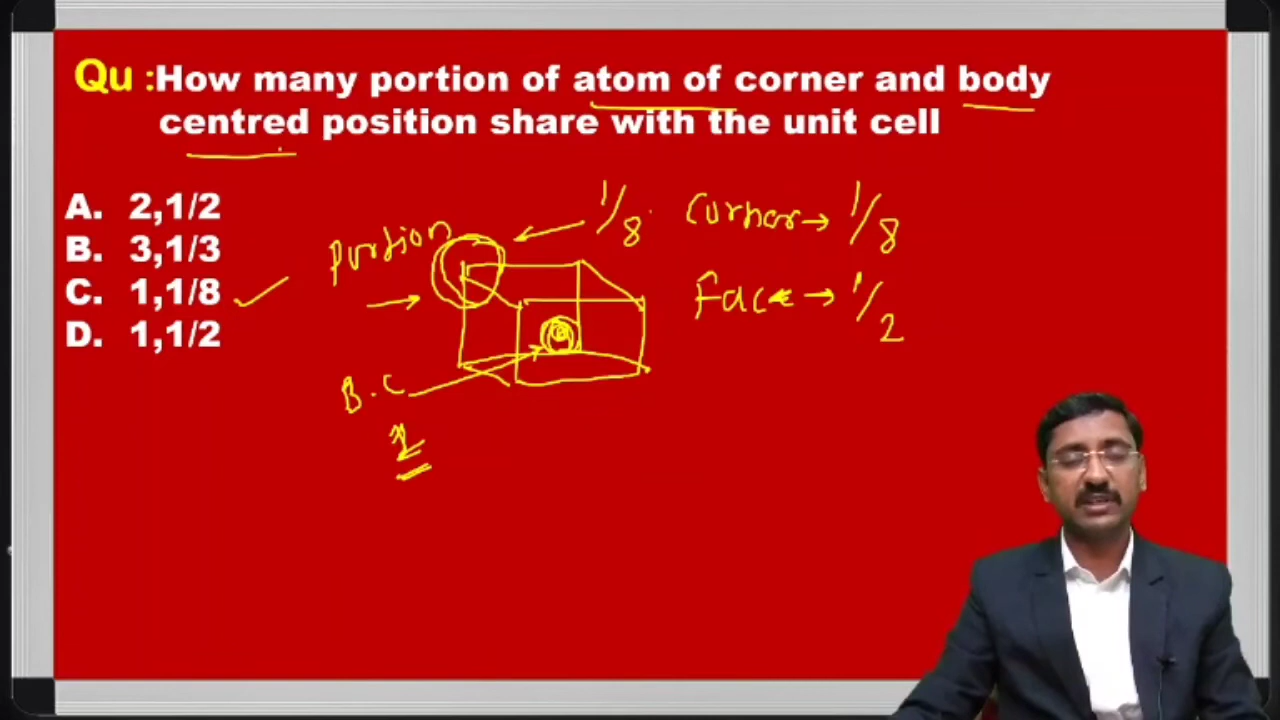 Qu :How many portion of atom of corner and body
centred position share with the unit cell
A. 2,1/2
B. 3,1/3
C. 1,1/8
D. 1,1/2
Portion
1/8
Corner → 1/8
Face → 1/2
B.C
1